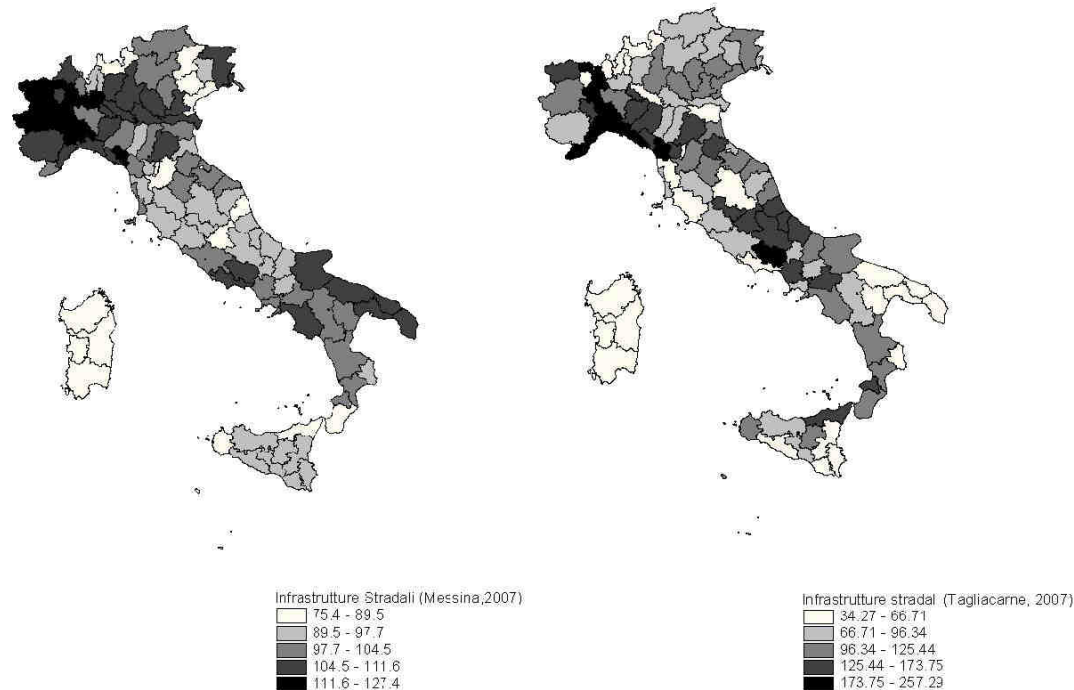 Infrastrutture Stradali (Messina,2007)
75.4 - 89.5
89.5 - 97.7
97.7 - 104.5
104.5 - 111.6
111.6 - 127.4
Infrastrutture stradal (Tagliacarne, 2007)
34.27 - 66.71
66.71 - 96.34
96.34 - 125.44
125.44 - 173.75
173.75 - 257.29